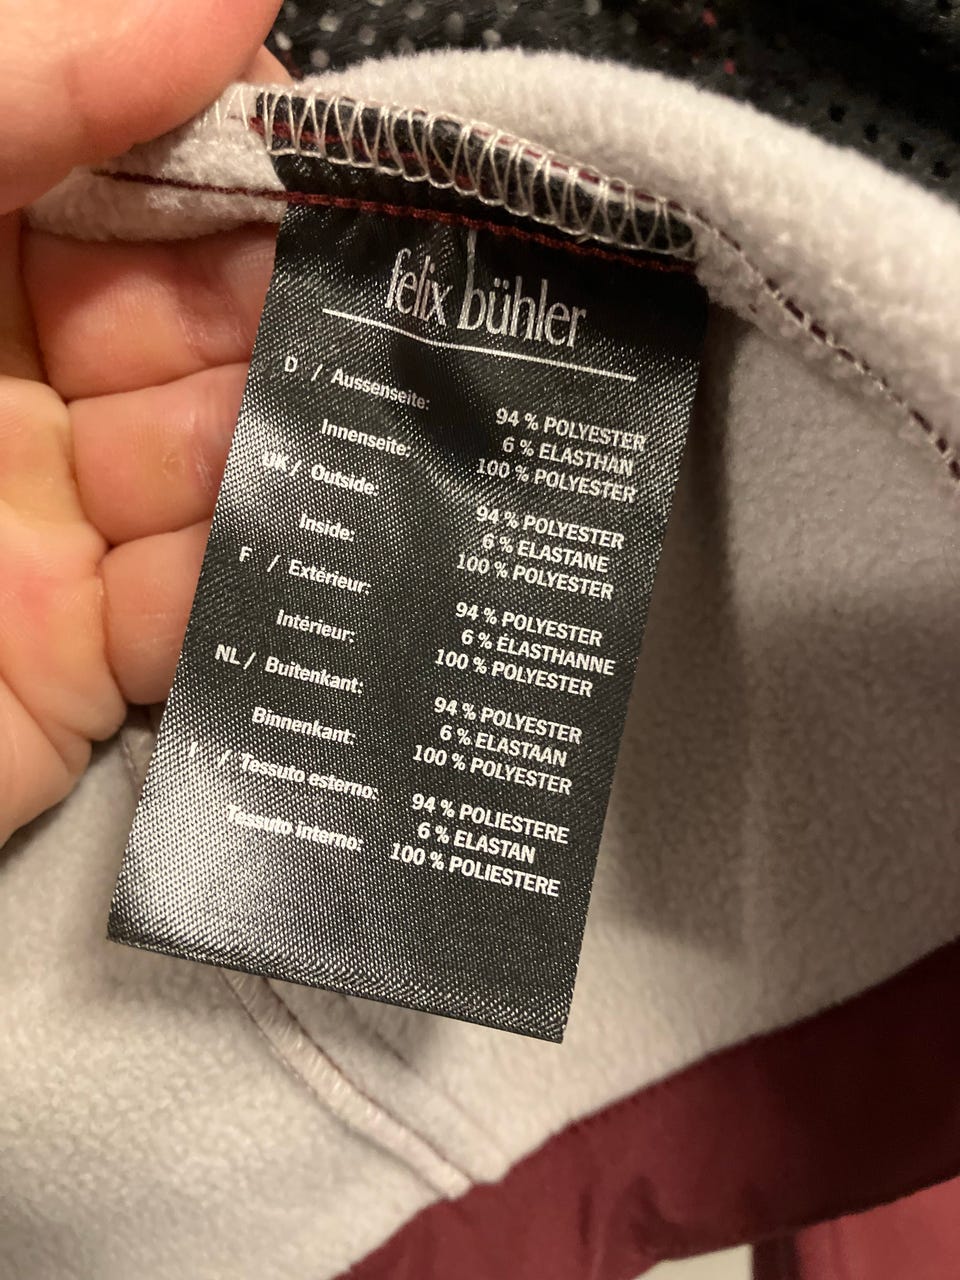 felix bühler
D / Aussenseite: 94 % POLYESTER
6 % ELASTHAN
Innenseite: 100 % POLYESTER
UK / Outside: 94 % POLYESTER
6 % ELASTANE
Inside: 100 % POLYESTER
F / Extérieur: 94 % POLYESTER
6 % ÉLASTHANNE
Intérieur: 100 % POLYESTER
NL / Buitenkant: 94 % POLYESTER
6 % ELASTAAN
Binnenkant: 100 % POLYESTER
I / Tessuto esterno: 94 % POLIESTERE
6 % ELASTAN
Tessuto interno: 100 % POLIESTERE